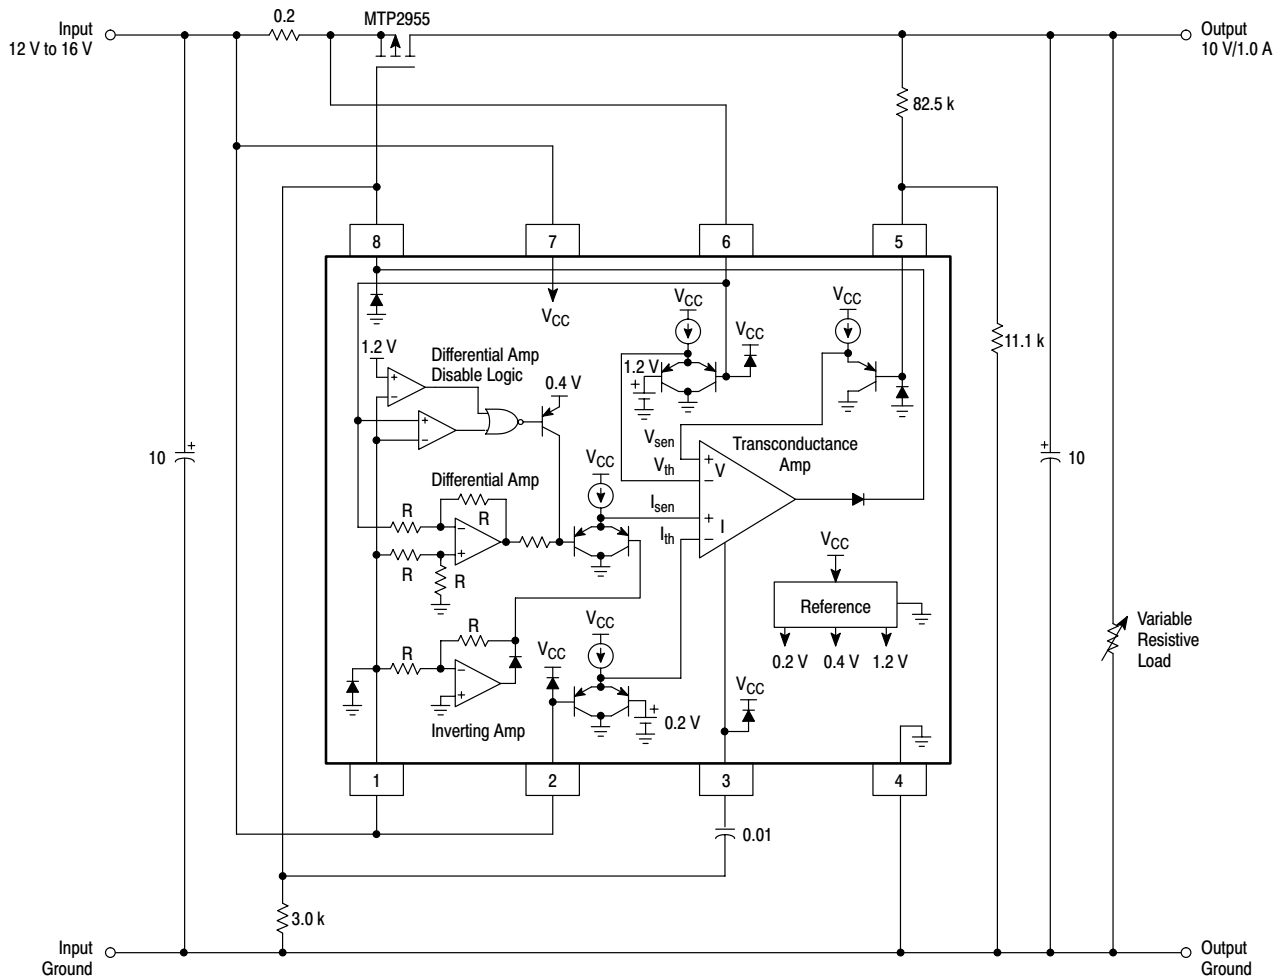 Input
12 V to 16 V
0.2
MTP2955
Output
10 V/1.0 A
82.5 k
8
7
6
5
VCC
VCC
VCC
VCC
1.2 V
Differential Amp
Disable Logic
0.4 V
1.2 V
+
11.1 k
+
−
+
−
Vsen
Vth
Isen
Ith
Transconductance
Amp
+
V
−
+
I
−
10
+
+
10
Differential Amp
VCC
R
R
−
+
R
R
VCC
Reference
0.2 V
0.4 V
1.2 V
Variable
Resistive
Load
R
R
−
+
Inverting Amp
VCC
VCC
+
0.2 V
VCC
1
2
3
4
0.01
3.0 k
Input
Ground
Output
Ground